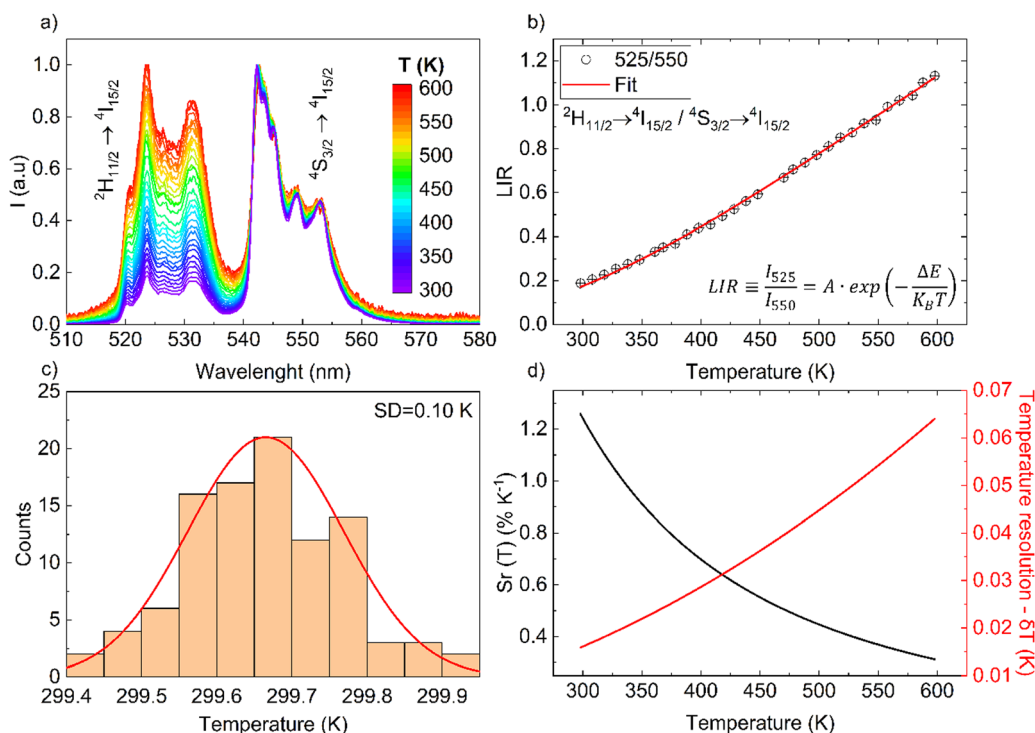 a)
I (a.u)
1.0
0.8
0.6
0.4
0.2
0.0
²H₁₁/₂ → ⁴I₁₅/₂
⁴S₃/₂ → ⁴I₁₅/₂
T (K)
600
500
450
400
350
300
510 520 530 540 550 560 570 580
Wavelenght (nm)
b)
LIR
1.2
1.0
0.8
0.6
0.4
0.2
0.0
525/550
Fit
²H₁₁/₂→⁴I₁₅/₂ / ⁴S₃/₂→⁴I₁₅/₂
LIR ≡ I₅₂₅/I₅₅₀ = A · exp (−ΔE/K_BT)
300 350 400 450 500 550 600
Temperature (K)
c)
Counts
25
20
15
10
5
0
SD=0.10 K
299.4 299.5 299.6 299.7 299.8 299.9
Temperature (K)
d)
Sr (T) (% K⁻¹)
1.2
1.0
0.8
0.6
0.4
300 350 400 450 500 550 600
Temperature (K)
0.07
0.06
0.05
0.04
0.03
0.02
0.01
Temperature resolution - δT (K)